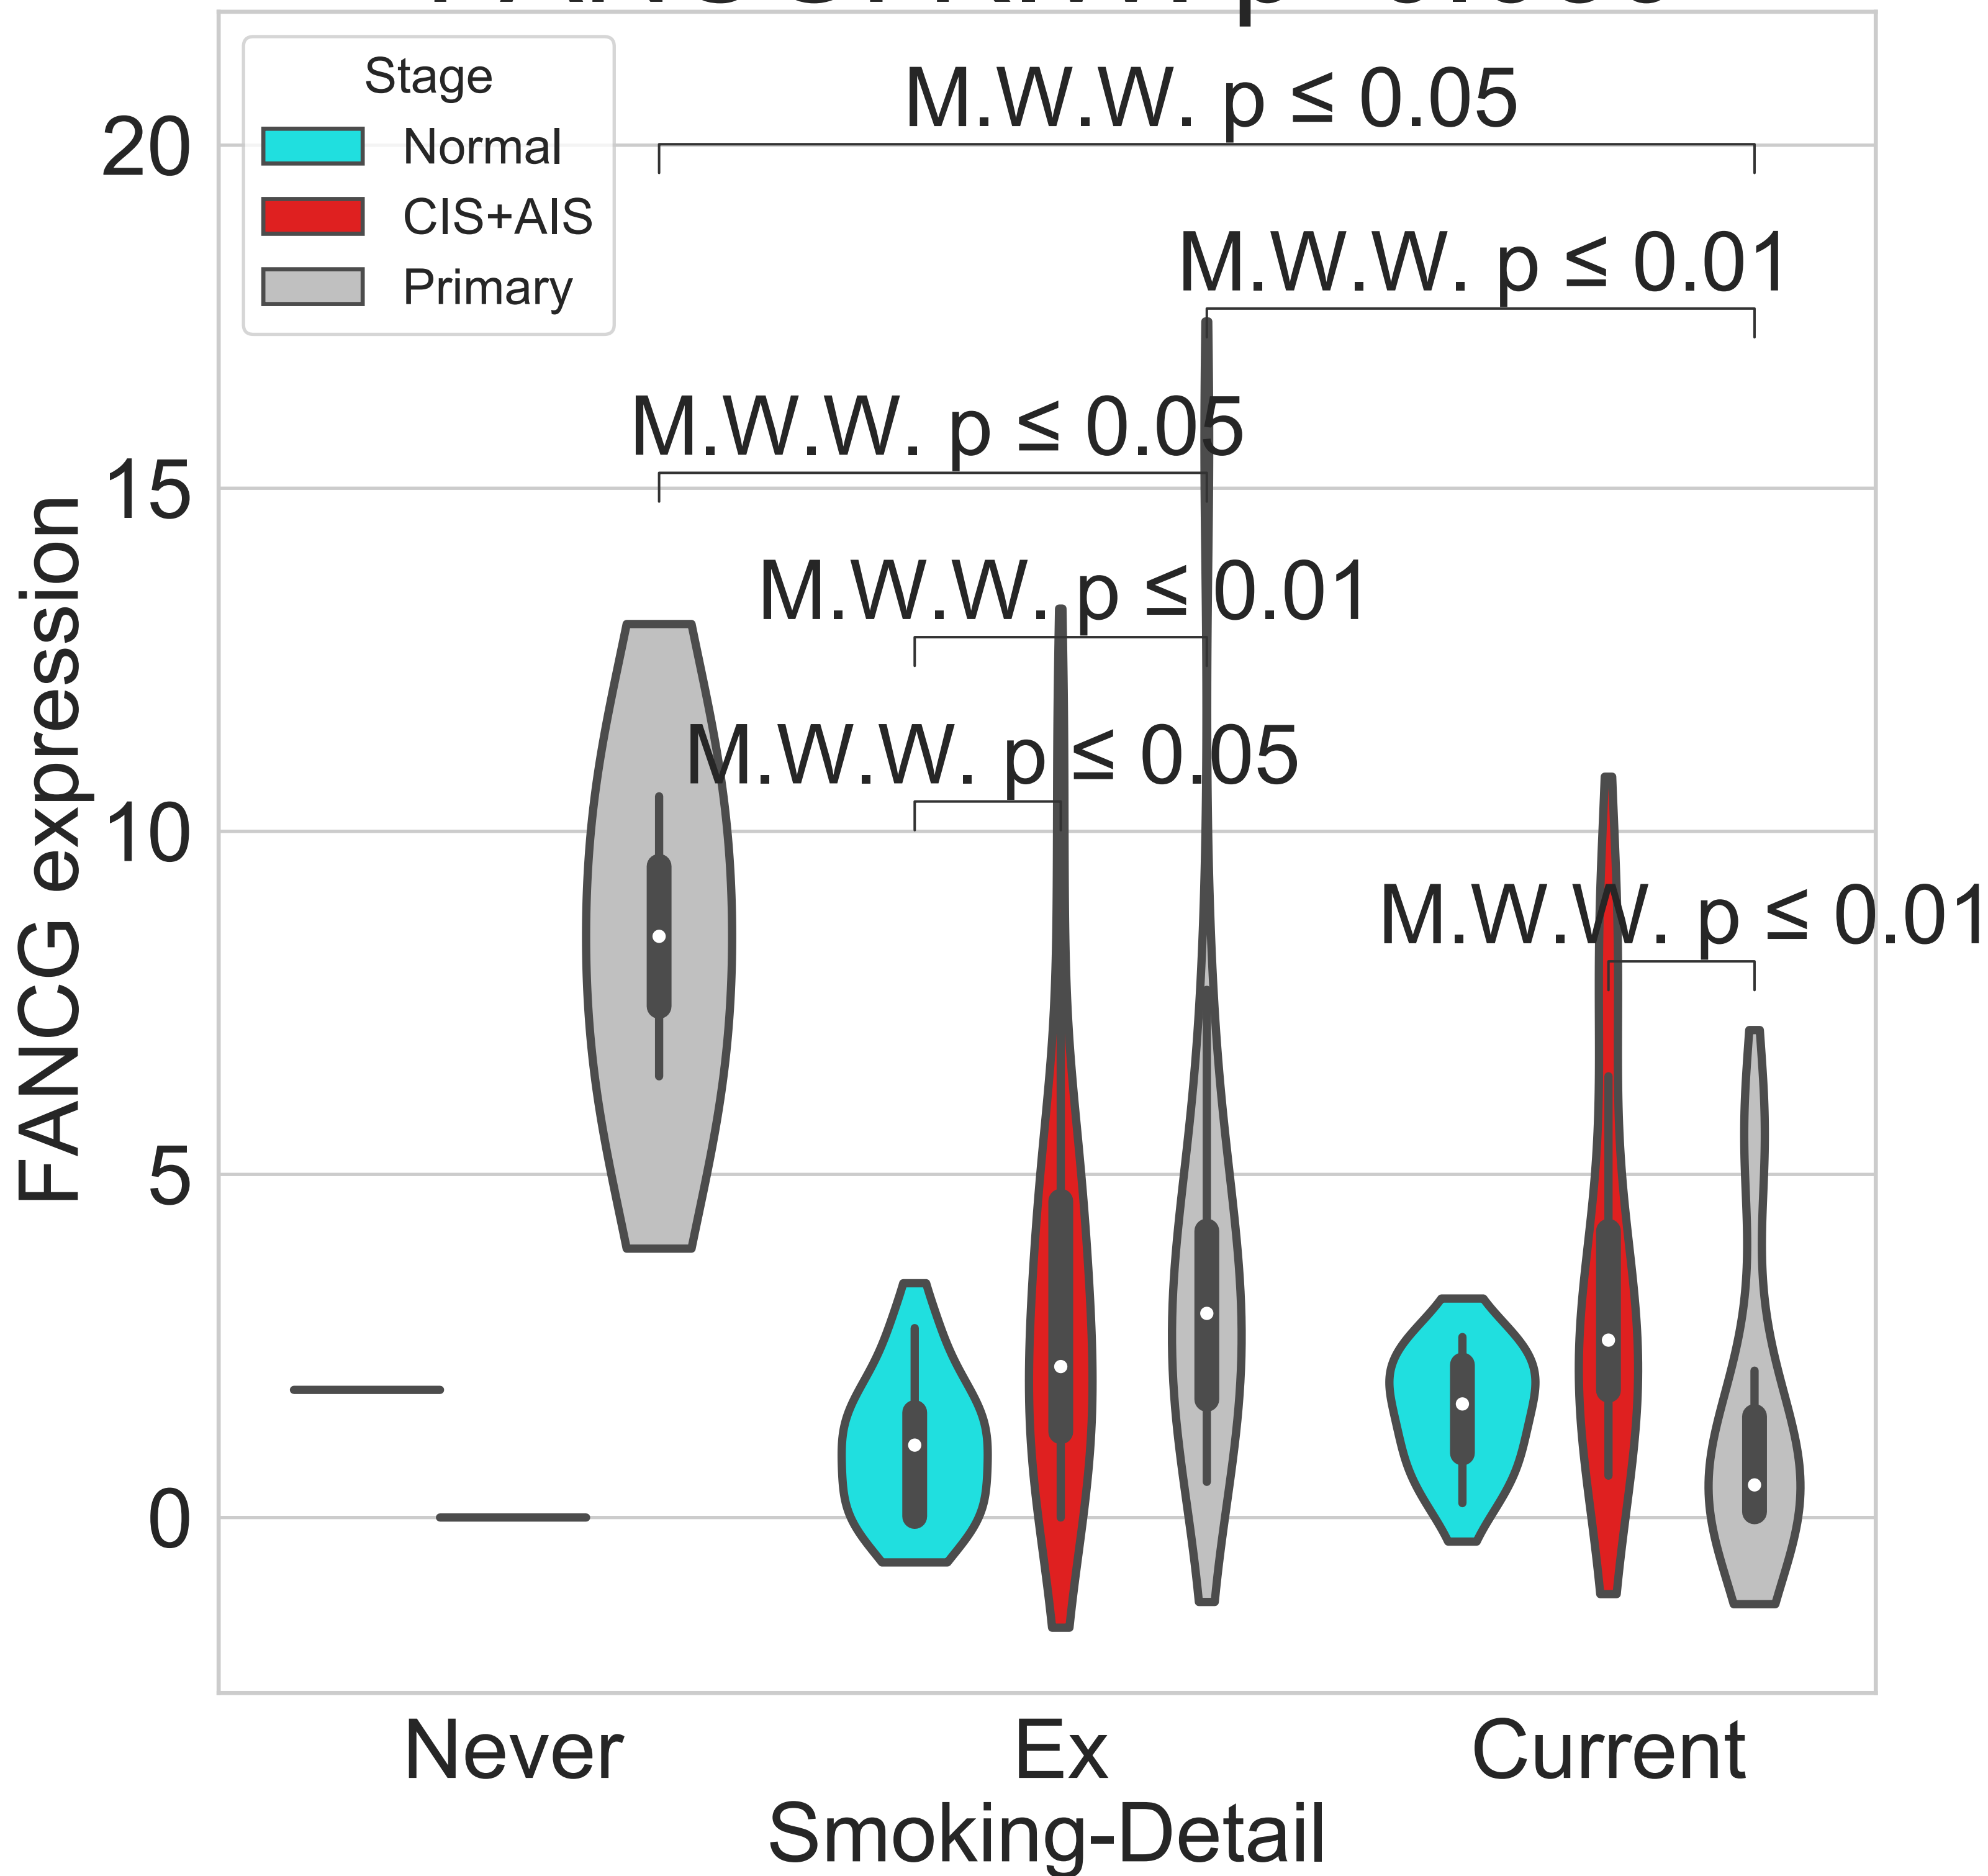 Stage
Normal
CIS+AIS
Primary
M.W.W. p ≤ 0.05
M.W.W. p ≤ 0.01
M.W.W. p ≤ 0.05
M.W.W. p ≤ 0.01
M.W.W. p ≤ 0.05
M.W.W. p ≤ 0.01
20
15
10
5
0
FANCG expression
Never
Ex
Current
Smoking-Detail